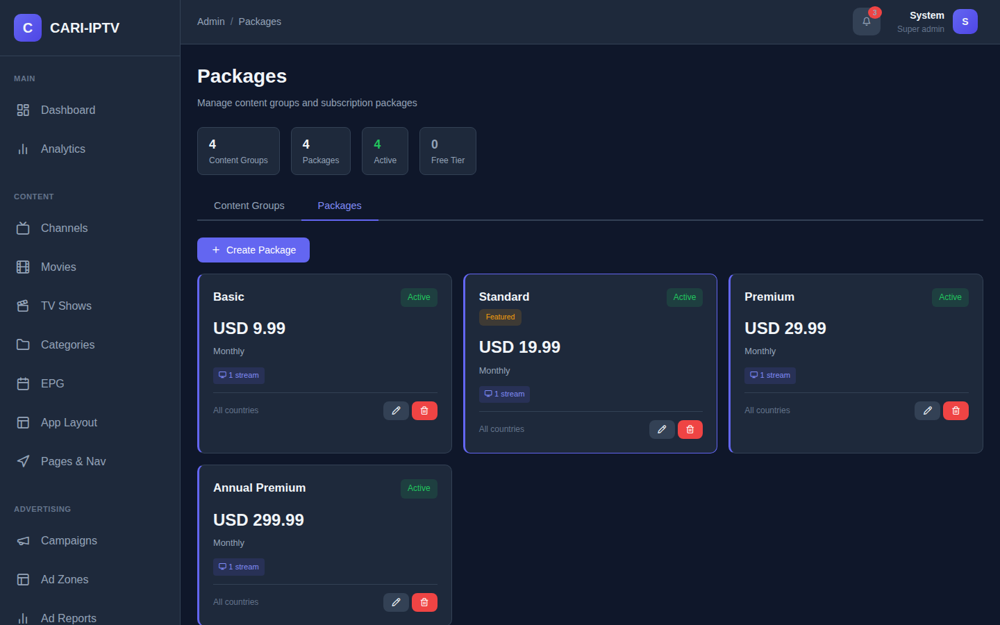 C
CARI-IPTV
MAIN
Dashboard
Analytics
CONTENT
Channels
Movies
TV Shows
Categories
EPG
App Layout
Pages & Nav
ADVERTISING
Campaigns
Ad Zones
Ad Reports
Admin / Packages
3
System
Super admin
S
Packages
Manage content groups and subscription packages
4
Content Groups
4
Packages
4
Active
0
Free Tier
Content Groups
Packages
Create Package
Basic
Active
USD 9.99
Monthly
1 stream
All countries
Standard
Active
Featured
USD 19.99
Monthly
1 stream
All countries
Premium
Active
USD 29.99
Monthly
1 stream
All countries
Annual Premium
Active
USD 299.99
Monthly
1 stream
All countries